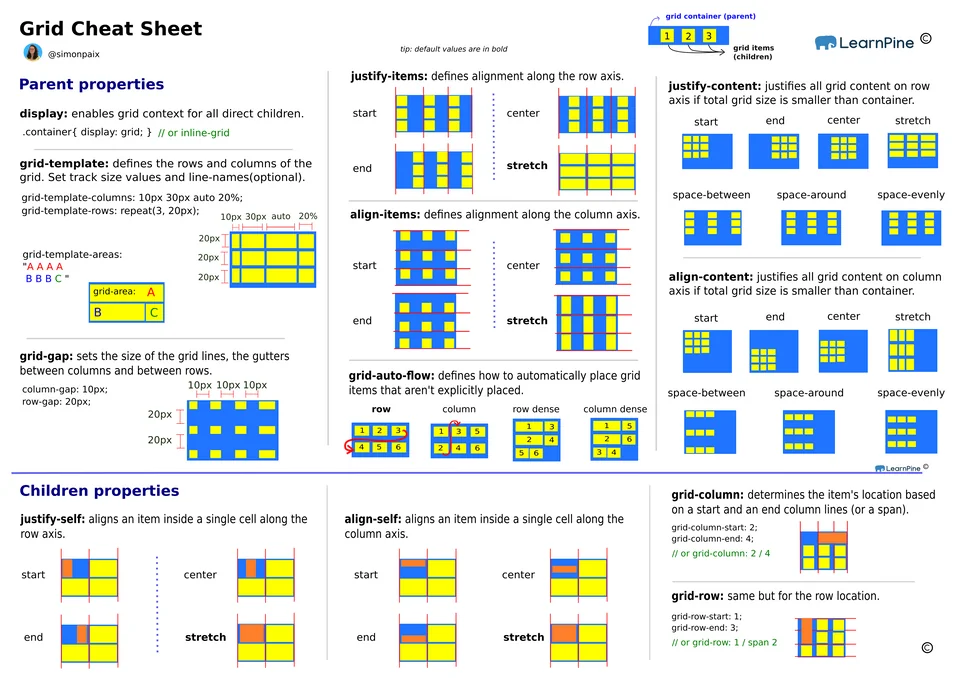 Grid Cheat Sheet
@simonpaix
tip: default values are in bold
grid container (parent)
1 2 3
grid items
(children)
LearnPine ©
Parent properties
display: enables grid context for all direct children.
.container{ display: grid; } // or inline-grid
grid-template: defines the rows and columns of the
grid. Set track size values and line-names(optional).
grid-template-columns: 10px 30px auto 20%;
grid-template-rows: repeat(3, 20px);
10px 30px auto 20%
20px
20px
20px
grid-template-areas:
"A A A A
B B B C "
grid-area: A
B C
grid-gap: sets the size of the grid lines, the gutters
between columns and between rows.
column-gap: 10px;
row-gap: 20px;
10px 10px 10px
20px
20px
justify-items: defines alignment along the row axis.
start center
end stretch
align-items: defines alignment along the column axis.
start center
end stretch
grid-auto-flow: defines how to automatically place grid
items that aren't explicitly placed.
row column row dense column dense
1 2 3 1 3 5 1 3 1 5
4 5 6 2 4 6 2 4 2 6
5 6 3 4
justify-content: justifies all grid content on row
axis if total grid size is smaller than container.
start end center stretch
space-between space-around space-evenly
align-content: justifies all grid content on column
axis if total grid size is smaller than container.
start end center stretch
space-between space-around space-evenly
LearnPine ©
Children properties
justify-self: aligns an item inside a single cell along the
row axis.
start center
end stretch
align-self: aligns an item inside a single cell along the
column axis.
start center
end stretch
grid-column: determines the item's location based
on a start and an end column lines (or a span).
grid-column-start: 2;
grid-column-end: 4;
// or grid-column: 2 / 4
grid-row: same but for the row location.
grid-row-start: 1;
grid-row-end: 3;
// or grid-row: 1 / span 2
©